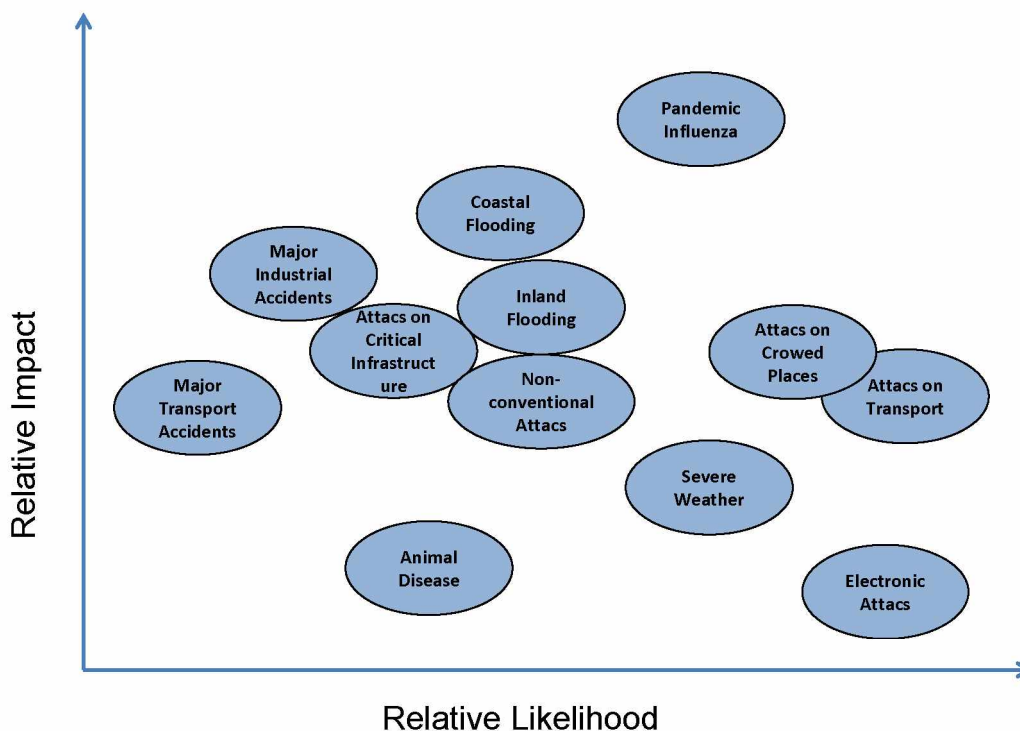 Pandemic
Influenza
Coastal
Flooding
Major
Industrial
Accidents
Inland
Flooding
Attacs on
Critical
Infrastruct
ure
Attacs on
Crowed
Places
Major
Transport
Accidents
Non-
conventional
Attacs
Attacs on
Transport
Severe
Weather
Animal
Disease
Electronic
Attacs
Relative Impact
Relative Likelihood